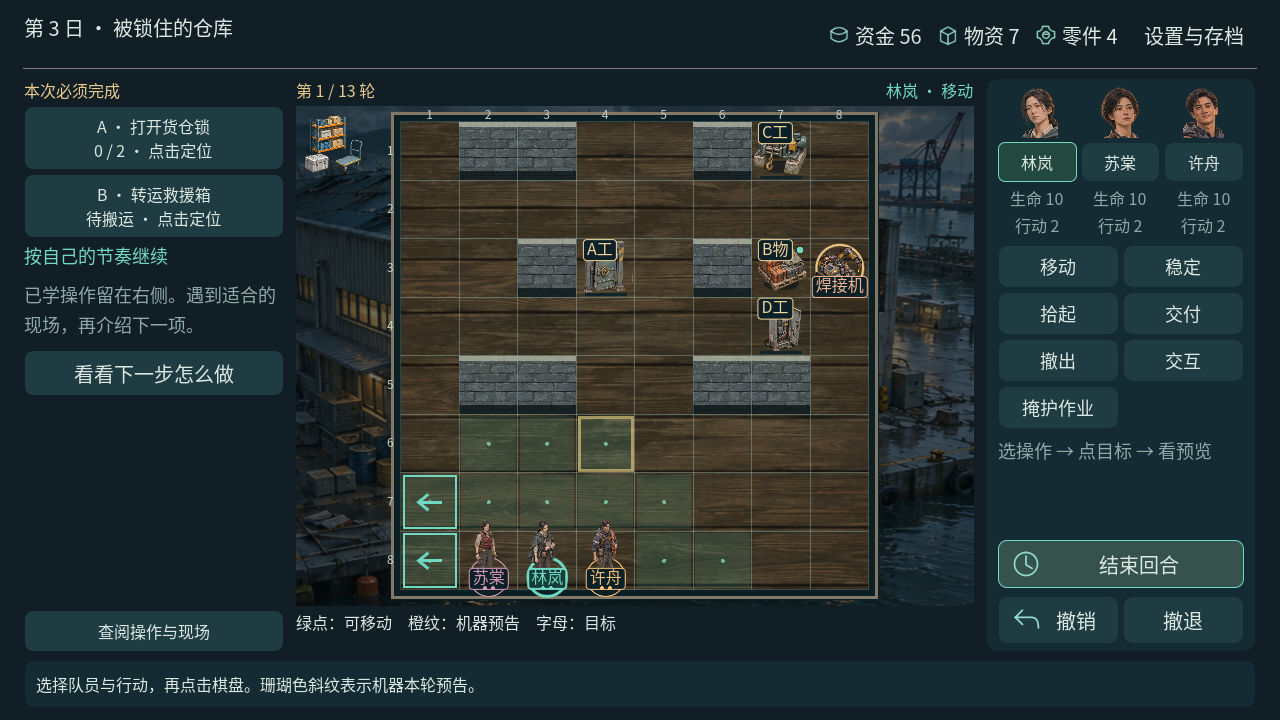 第 3 日 · 被锁住的仓库
资金 56
物资 7
零件 4
设置与存档
本次必须完成
A · 打开货仓锁
0 / 2 · 点击定位
B · 转运救援箱
待搬运 · 点击定位
按自己的节奏继续
已学操作留在右侧。遇到适合的
现场，再介绍下一项。
看看下一步怎么做
查阅操作与现场
第 1 / 13 轮
林岚 · 移动
1 2 3 4 5 6 7 8
1
2
3
4
5
6
7
8
C工
A工
B物
焊接机
D工
苏棠
林岚
许舟
绿点：可移动 橙纹：机器预告 字母：目标
林岚
苏棠
许舟
生命 10
生命 10
生命 10
行动 2
行动 2
行动 2
移动
稳定
拾起
交付
撤出
交互
掩护作业
选操作 → 点目标 → 看预览
结束回合
撤销
撤退
选择队员与行动，再点击棋盘。珊瑚色斜纹表示机器本轮预告。